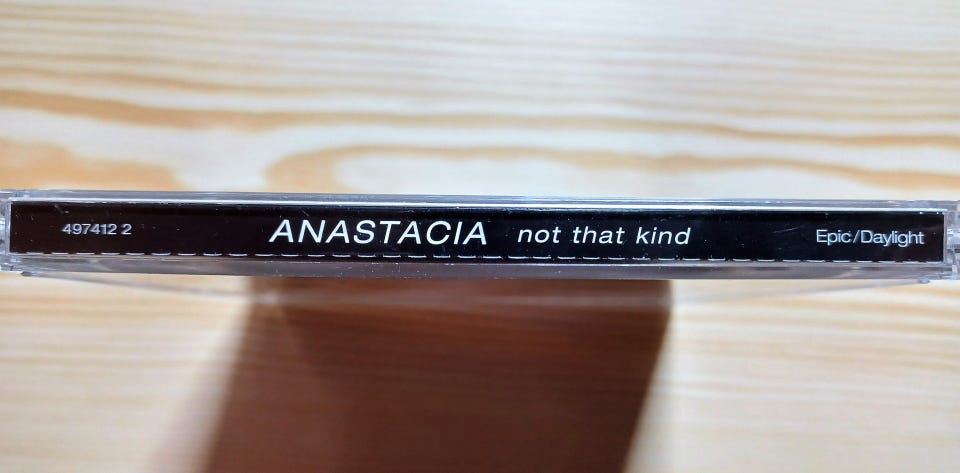 497412 2 ANASTACIA not that kind Epic/Daylight